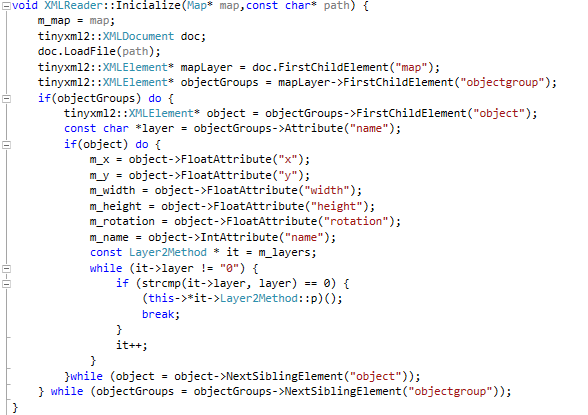 void XMLReader::Inicialize(Map* map,const char* path) {
    m_map = map;
    tinyxml2::XMLDocument doc;
    doc.LoadFile(path);
    tinyxml2::XMLElement* mapLayer = doc.FirstChildElement("map");
    tinyxml2::XMLElement* objectGroups = mapLayer->FirstChildElement("objectgroup");
    if(objectGroups) do {
        tinyxml2::XMLElement* object = objectGroups->FirstChildElement("object");
        const char *layer = objectGroups->Attribute("name");
        if(object) do {
            m_x = object->FloatAttribute("x");
            m_y = object->FloatAttribute("y");
            m_width = object->FloatAttribute("width");
            m_height = object->FloatAttribute("height");
            m_rotation = object->FloatAttribute("rotation");
            m_name = object->IntAttribute("name");
            const Layer2Method * it = m_layers;
            while (it->layer != "0") {
                if (strcmp(it->layer, layer) == 0) {
                    (this->*it->Layer2Method::p)();
                    break;
                }
                it++;
            }
        }while (object = object->NextSiblingElement("object"));
    } while (objectGroups = objectGroups->NextSiblingElement("objectgroup"));
}